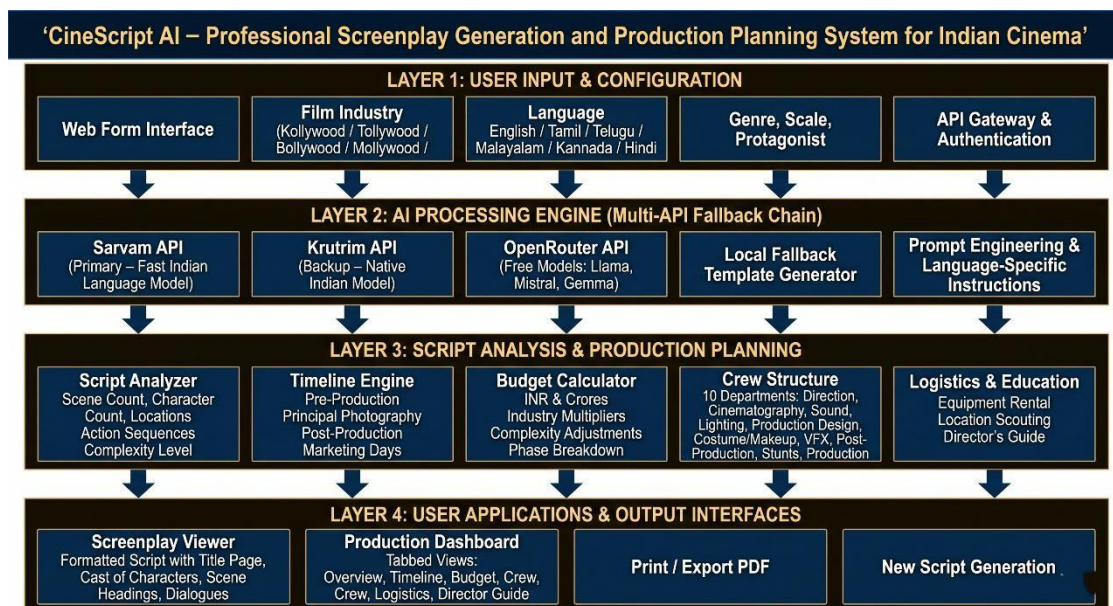 ‘CineScript AI – Professional Screenplay Generation and Production Planning System for Indian Cinema’
LAYER 1: USER INPUT & CONFIGURATION
Web Form Interface
Film Industry
(Kollywood / Tollywood /
Bollywood / Mollywood /
Language
English / Tamil / Telugu /
Malayalam / Kannada / Hindi
Genre, Scale,
Protagonist
API Gateway &
Authentication
LAYER 2: AI PROCESSING ENGINE (Multi-API Fallback Chain)
Sarvam API
(Primary – Fast Indian
Language Model)
Krutrim API
(Backup – Native
Indian Model)
OpenRouter API
(Free Models: Llama,
Mistral, Gemma)
Local Fallback
Template Generator
Prompt Engineering &
Language-Specific
Instructions
LAYER 3: SCRIPT ANALYSIS & PRODUCTION PLANNING
Script Analyzer
Scene Count, Character
Count, Locations
Action Sequences
Complexity Level
Timeline Engine
Pre-Production
Principal Photography
Post-Production
Marketing Days
Budget Calculator
INR & Crores
Industry Multipliers
Complexity Adjustments
Phase Breakdown
Crew Structure
10 Departments: Direction,
Cinematography, Sound,
Lighting, Production Design,
Costume/Makeup, VFX, Post-
Production, Stunts, Production
Logistics & Education
Equipment Rental
Location Scouting
Director’s Guide
LAYER 4: USER APPLICATIONS & OUTPUT INTERFACES
Screenplay Viewer
Formatted Script with Title Page,
Cast of Characters, Scene
Headings, Dialogues
Production Dashboard
Tabbed Views:
Overview, Timeline, Budget, Crew,
Crew, Logistics, Director Guide
Print / Export PDF
New Script Generation